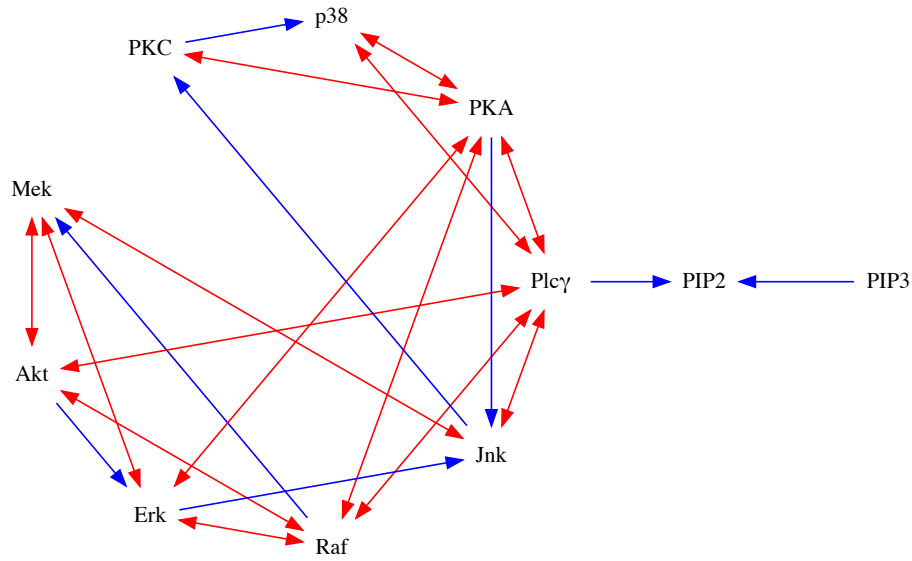 p38
PKC
PKA
Mek
Plcγ
PIP2
PIP3
Akt
Jnk
Erk
Raf